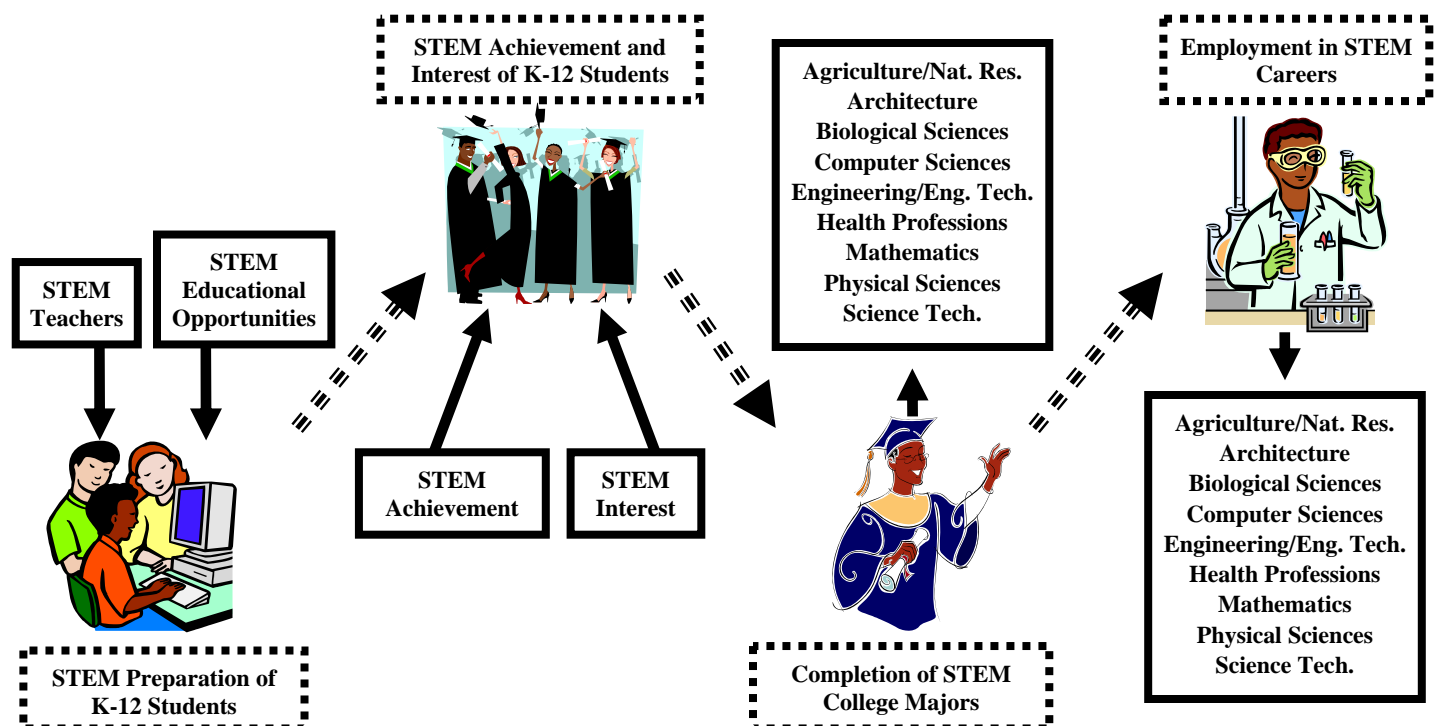 STEM Achievement and
Interest of K-12 Students
Agriculture/Nat. Res.
Architecture
Biological Sciences
Computer Sciences
Engineering/Eng. Tech.
Health Professions
Mathematics
Physical Sciences
Science Tech.
Employment in STEM
Careers
STEM
Teachers
STEM
Educational
Opportunities
STEM
Achievement
STEM
Interest
Agriculture/Nat. Res.
Architecture
Biological Sciences
Computer Sciences
Engineering/Eng. Tech.
Health Professions
Mathematics
Physical Sciences
Science Tech.
STEM Preparation of
K-12 Students
Completion of STEM
College Majors